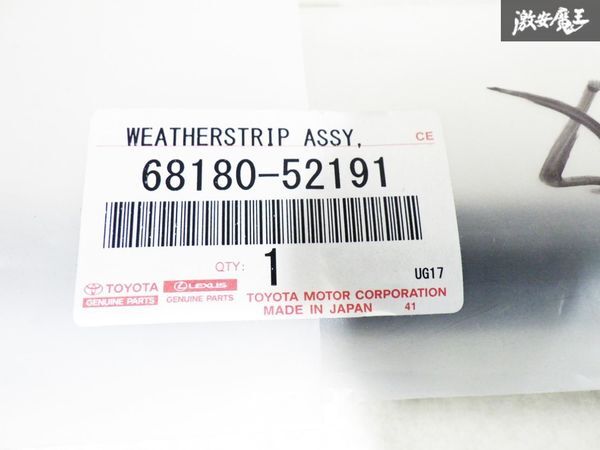 激安魔王
WEATHERSTRIP ASSY, CE
68180-52191
QTY: 1 UG17
TOYOTA LEXUS
GENUINE PARTS GENUINE PARTS
TOYOTA MOTOR CORPORATION
MADE IN JAPAN 41